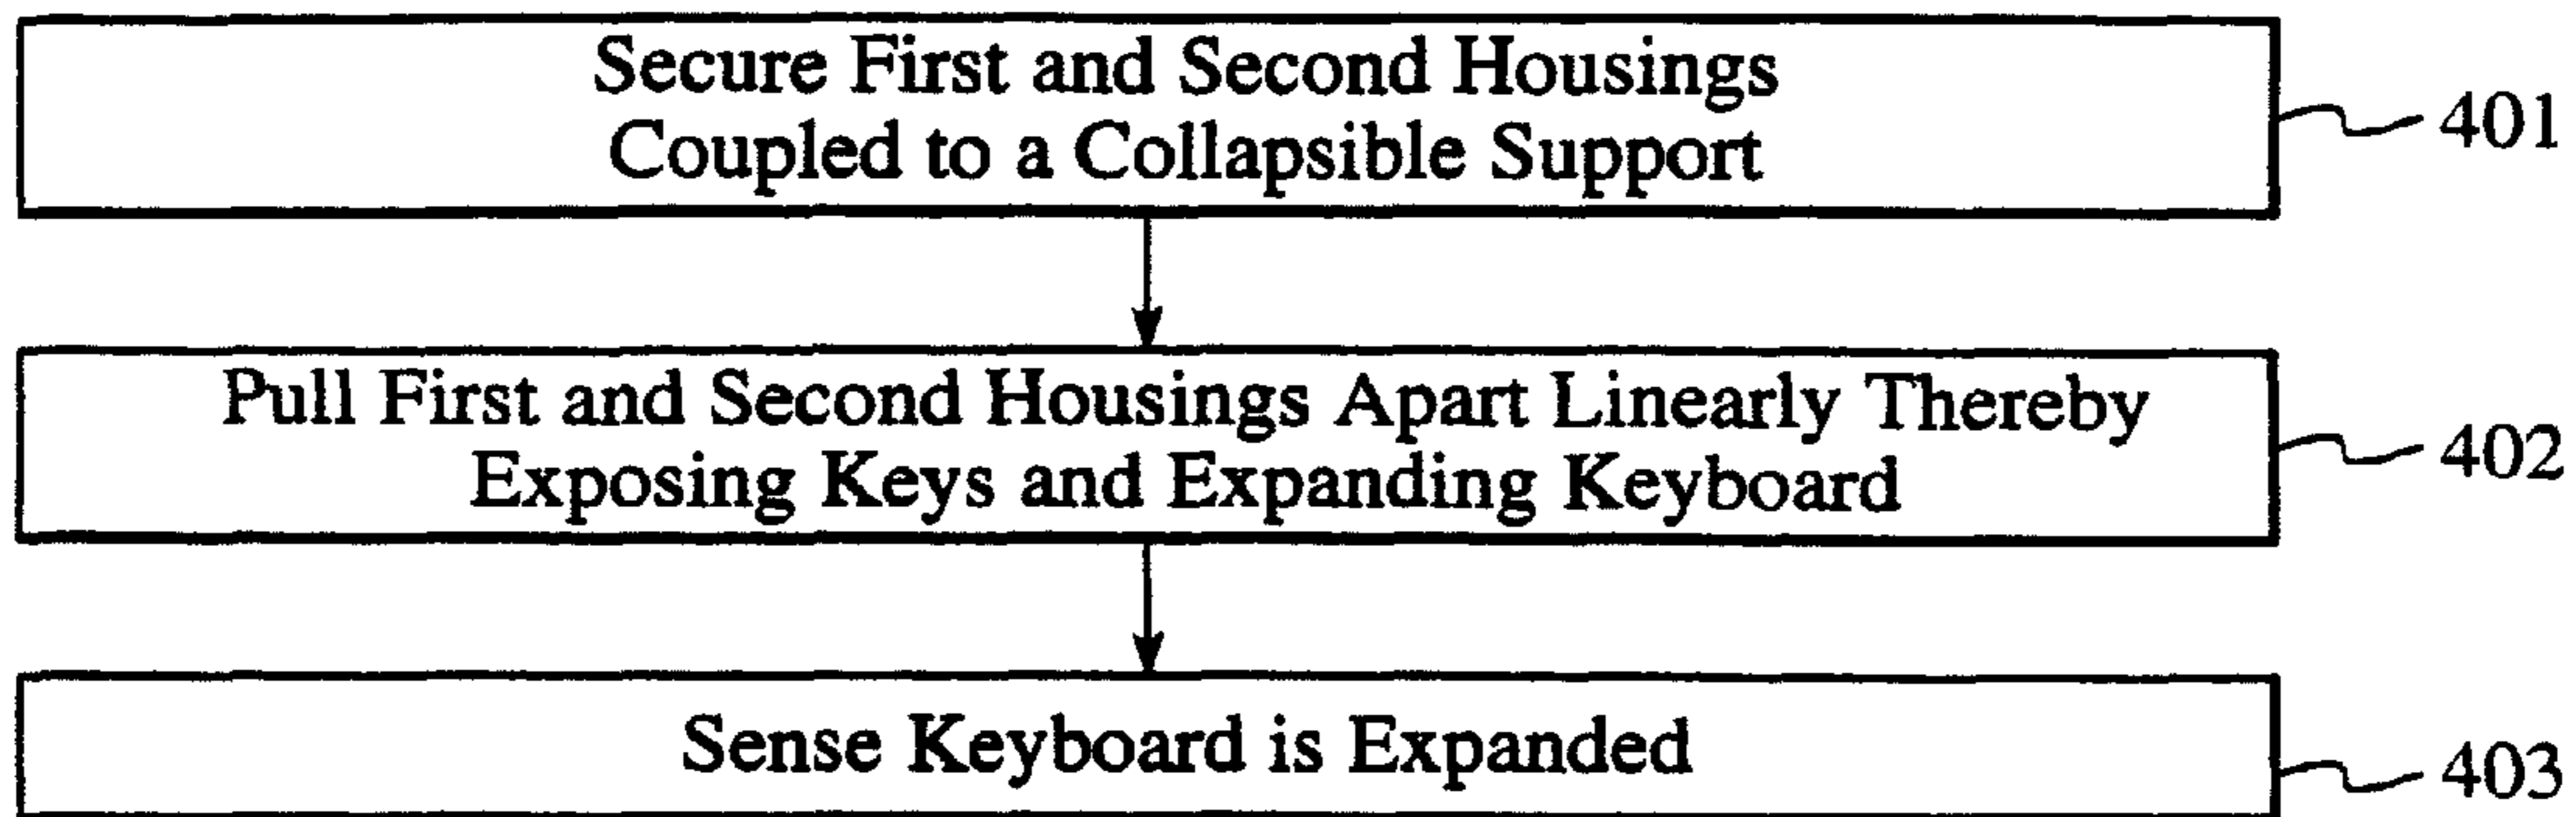 Secure First and Second Housings
Coupled to a Collapsible Support
401
Pull First and Second Housings Apart Linearly Thereby
Exposing Keys and Expanding Keyboard
402
Sense Keyboard is Expanded
403